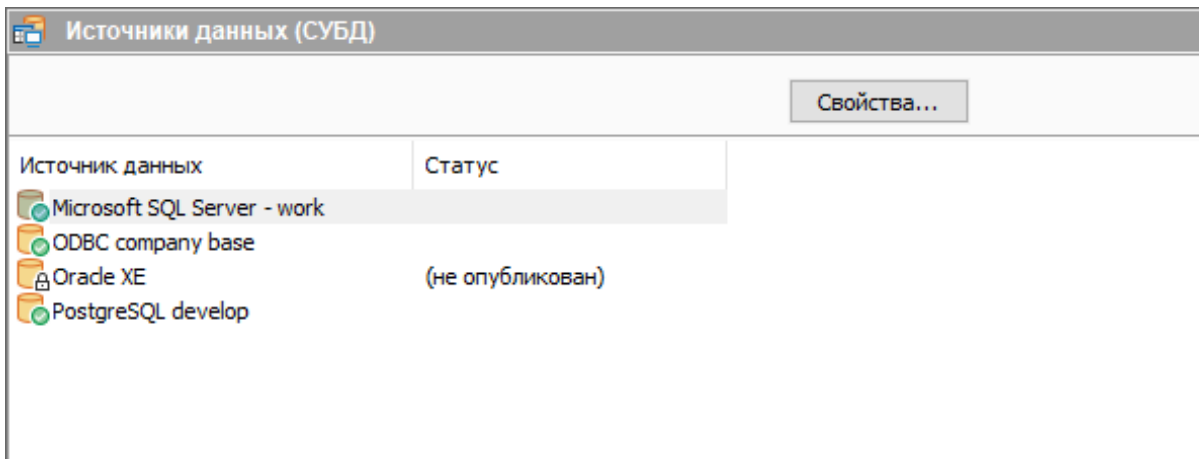 Источники данных (СУБД)
Свойства...
Источник данных Статус
Microsoft SQL Server - work
ODBC company base
Oracle XE (не опубликован)
PostgreSQL develop